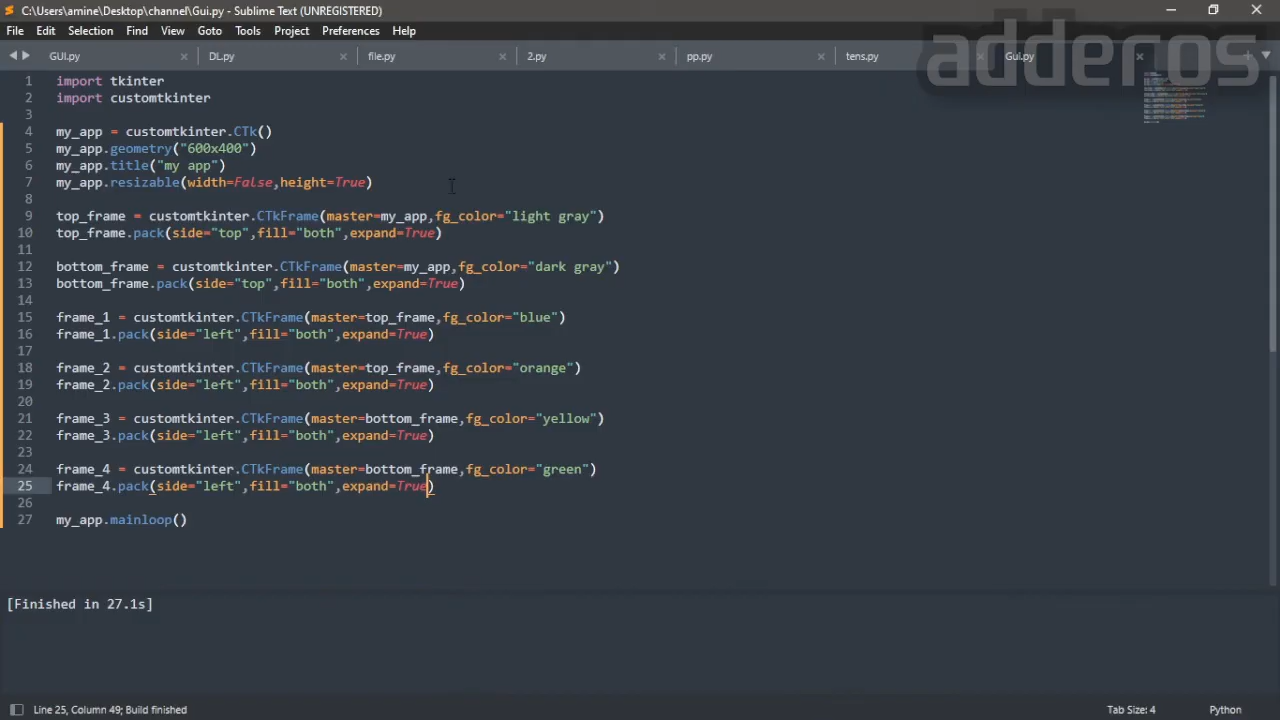 C:\Users\amine\Desktop\channel\Gui.py - Sublime Text (UNREGISTERED)
File Edit Selection Find View Goto Tools Project Preferences Help
GUI.py DL.py file.py 2.py pp.py tens.py Gui.py
adderos
1 import tkinter
2 import customtkinter
3
4 my_app = customtkinter.CTk()
5 my_app.geometry("600x400")
6 my_app.title("my app")
7 my_app.resizable(width=False,height=True)
8
9 top_frame = customtkinter.CTkFrame(master=my_app,fg_color="light gray")
10 top_frame.pack(side="top",fill="both",expand=True)
11
12 bottom_frame = customtkinter.CTkFrame(master=my_app,fg_color="dark gray")
13 bottom_frame.pack(side="top",fill="both",expand=True)
14
15 frame_1 = customtkinter.CTkFrame(master=top_frame,fg_color="blue")
16 frame_1.pack(side="left",fill="both",expand=True)
17
18 frame_2 = customtkinter.CTkFrame(master=top_frame,fg_color="orange")
19 frame_2.pack(side="left",fill="both",expand=True)
20
21 frame_3 = customtkinter.CTkFrame(master=bottom_frame,fg_color="yellow")
22 frame_3.pack(side="left",fill="both",expand=True)
23
24 frame_4 = customtkinter.CTkFrame(master=bottom_frame,fg_color="green")
25 frame_4.pack(side="left",fill="both",expand=True)
26
27 my_app.mainloop()
[Finished in 27.1s]
Line 25, Column 49; Build finished Tab Size: 4 Python